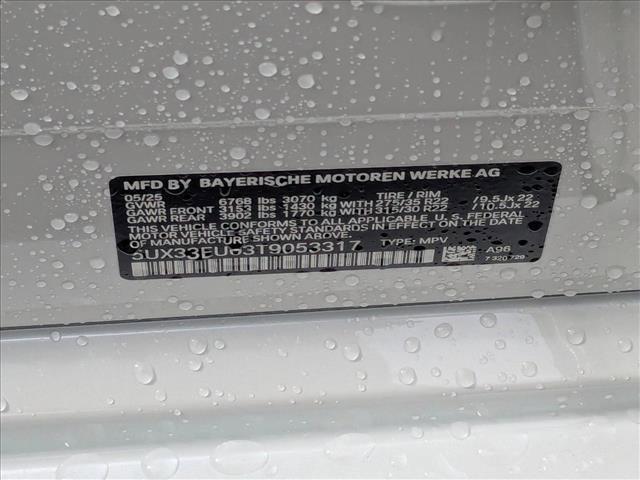 MFD BY BAYERISCHE MOTOREN WERKE AG
05/25 TIRE / RIM
GVWR 6768 lbs 3070 kg
GAWR FRONT 3153 lbs 1430 kg WITH 275/35 R22 /9.5Jx22
GAWR REAR 3902 lbs 1770 kg WITH 315/30 R22 /10.5Jx22
THIS VEHICLE CONFORMS TO ALL APPLICABLE U. S. FEDERAL
MOTOR VEHICLE SAFETY STANDARDS IN EFFECT ON
THE DATE OF MANUFACTURE SHOWN ABOVE.
TYPE: MPV A96
7 320 729